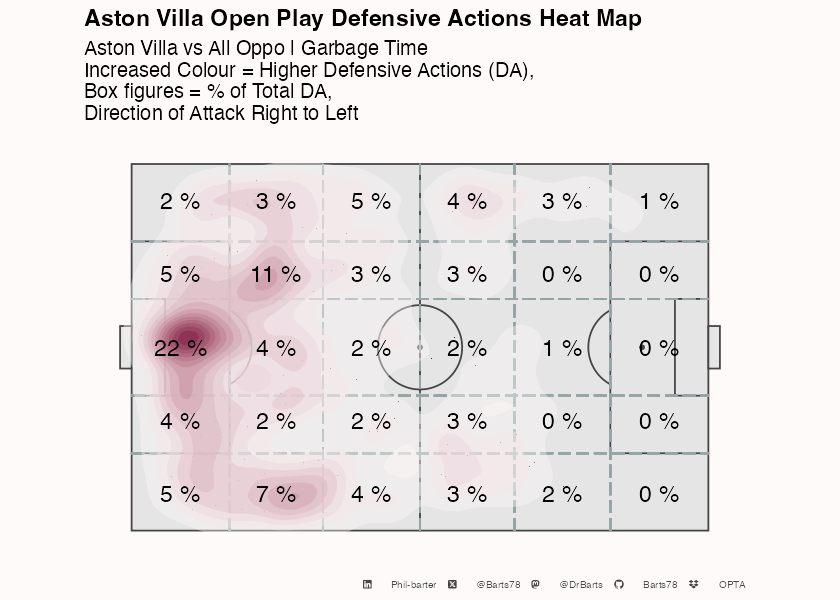 Aston Villa Open Play Defensive Actions Heat Map
Aston Villa vs All Oppo | Garbage Time
Increased Colour = Higher Defensive Actions (DA),
Box figures = % of Total DA,
Direction of Attack Right to Left
2 % 3 % 5 % 4 % 3 % 1 %
5 % 11 % 3 % 3 % 0 % 0 %
22 % 4 % 2 % 2 % 1 % 0 %
4 % 2 % 2 % 3 % 0 % 0 %
5 % 7 % 4 % 3 % 2 % 0 %
Phil-barter @Barts78 @DrBarts Barts78 OPTA